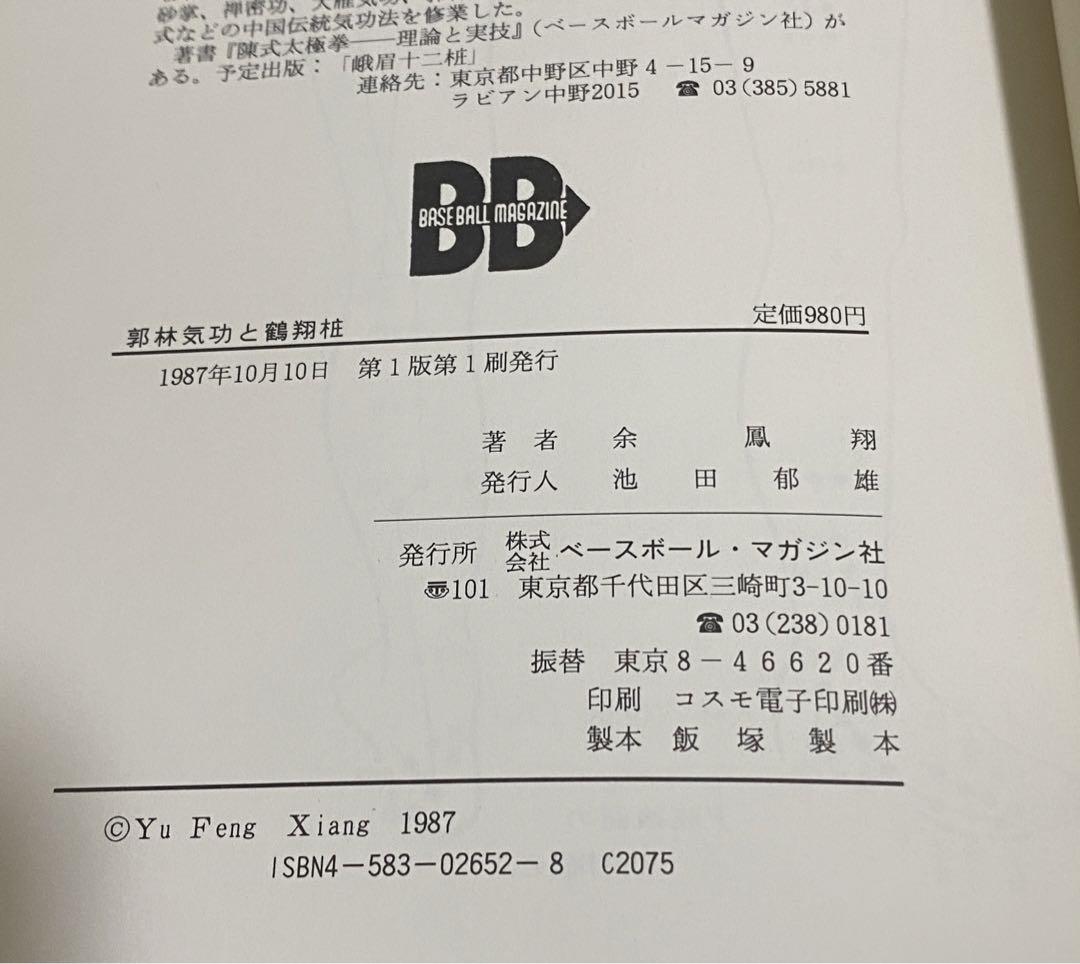 砂掌、禅密功、大雁気功、
式などの中国伝統気功法を修業した。
著書『陳式太極拳――理論と実技』（ベースボールマガジン社）が
ある。予定出版：「峨眉十二桩」
連絡先：東京都中野区中野4－15－9
ラビアン中野2015　☎ 03(385)5881
BASEBALL MAGAZINE
BB
定価980円
郭林気功と鶴翔桩
1987年10月10日　第1版第1刷発行
著者　余鳳翔
発行人　池田郁雄
発行所　株式会社 ベースボール・マガジン社
〠101　東京都千代田区三崎町3-10-10
☎ 03(238)0181
振替　東京8－46620番
印刷　コスモ電子印刷㈱
製本　飯塚製本
©Yu Feng Xiang 1987
ISBN4－583－02652－8　C2075